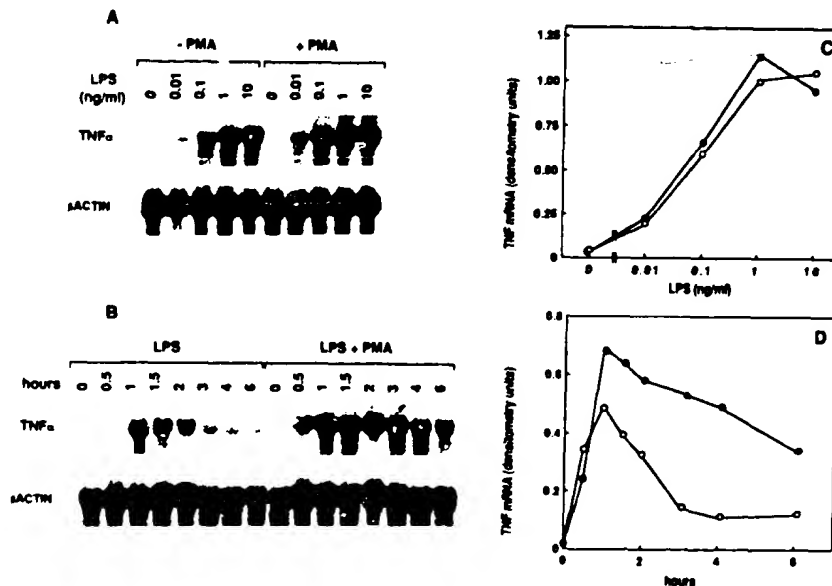 A
- PMA + PMA
LPS (ng/ml) 0 0.01 0.1 1 10 0 0.01 0.1 1 10
TNFα
βACTIN
B
LPS LPS + PMA
hours 0 0.5 1 1.5 2 3 4 6 0 0.5 1 1.5 2 3 4 6
TNFα
βACTIN
C
TNF mRNA (densitometry units)
1.25
1.00
0.75
0.25
0
0 0.01 0.1 1 10
LPS (ng/ml)
D
TNF mRNA (densitometry units)
0.8
0.6
0.4
0.2
0
0 2 4 6
hours